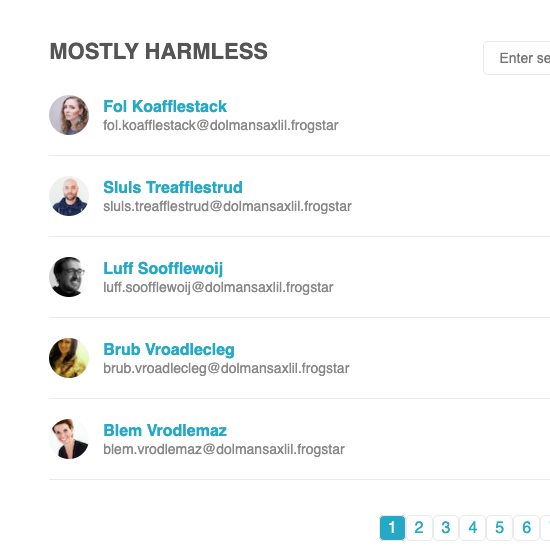 MOSTLY HARMLESS
Enter se
Fol Koafflestack
fol.koafflestack@dolmansaxlil.frogstar
Sluls Treafflestrud
sluls.treafflestrud@dolmansaxlil.frogstar
Luff Soofflewoij
luff.soofflewoij@dolmansaxlil.frogstar
Brub Vroadlecleg
brub.vroadlecleg@dolmansaxlil.frogstar
Blem Vrodlemaz
blem.vrodlemaz@dolmansaxlil.frogstar
1 2 3 4 5 6